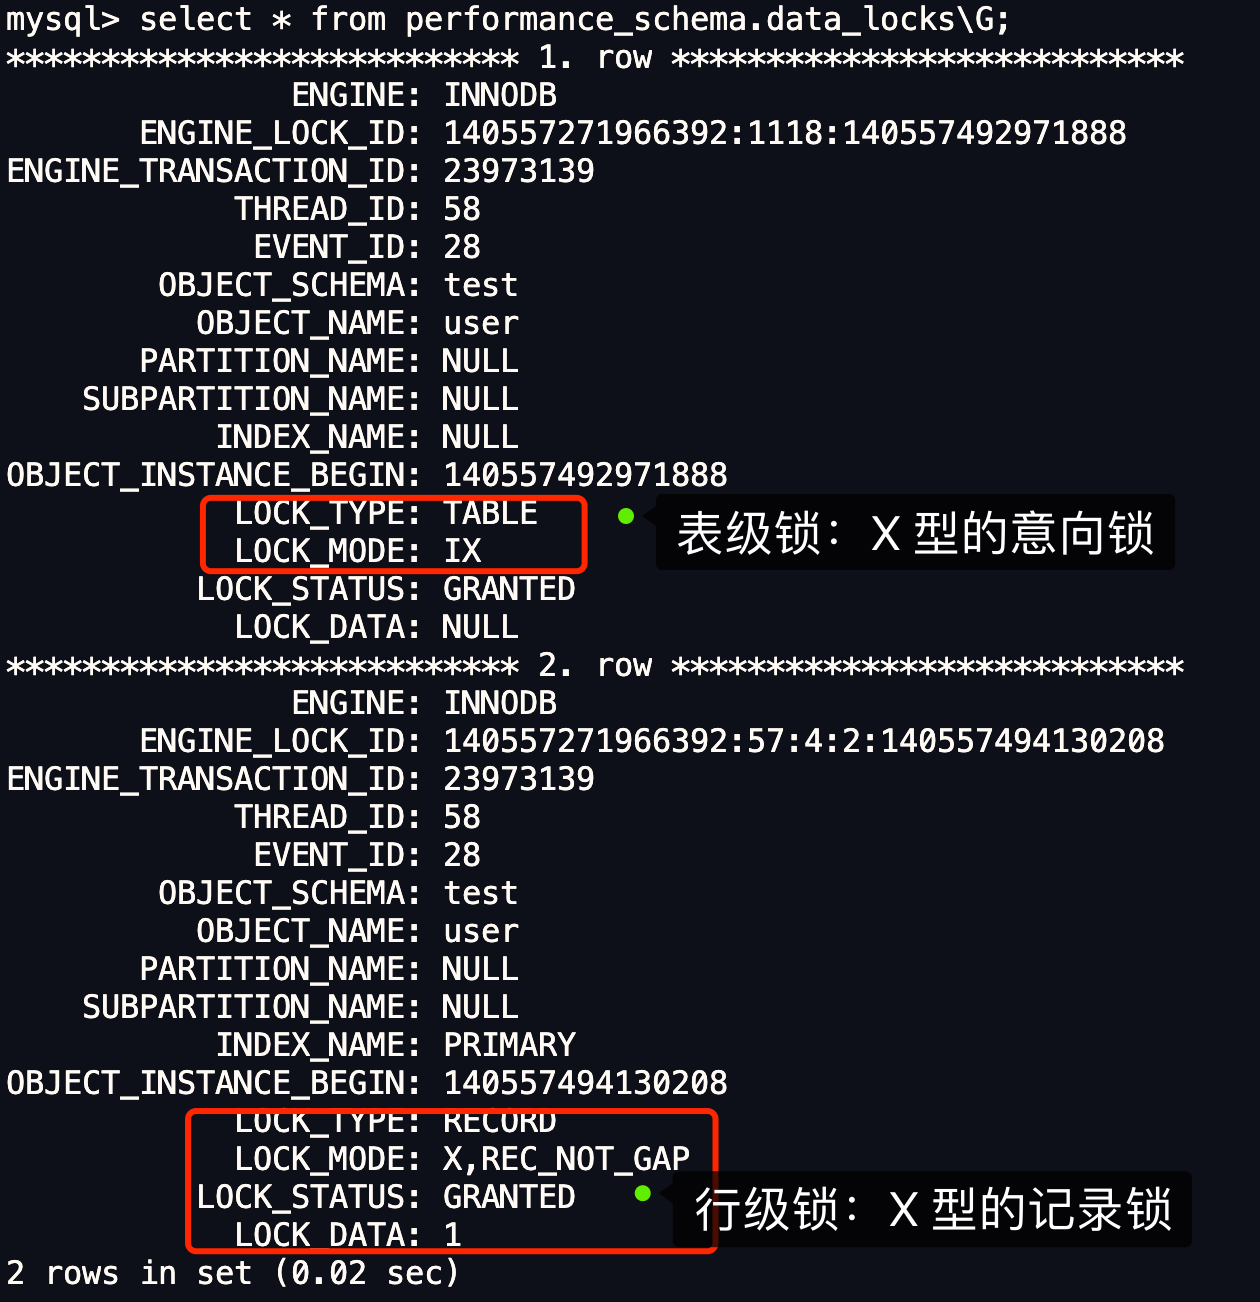 mysql> select * from performance_schema.data_locks\G;
*************************** 1. row ***************************
ENGINE: INNODB
ENGINE_LOCK_ID: 140557271966392:1118:140557492971888
ENGINE_TRANSACTION_ID: 23973139
THREAD_ID: 58
EVENT_ID: 28
OBJECT_SCHEMA: test
OBJECT_NAME: user
PARTITION_NAME: NULL
SUBPARTITION_NAME: NULL
INDEX_NAME: NULL
OBJECT_INSTANCE_BEGIN: 140557492971888
LOCK_TYPE: TABLE
表级锁：X 型的意向锁
LOCK_MODE: IX
LOCK_STATUS: GRANTED
LOCK_DATA: NULL
*************************** 2. row ***************************
ENGINE: INNODB
ENGINE_LOCK_ID: 140557271966392:57:4:2:140557494130208
ENGINE_TRANSACTION_ID: 23973139
THREAD_ID: 58
EVENT_ID: 28
OBJECT_SCHEMA: test
OBJECT_NAME: user
PARTITION_NAME: NULL
SUBPARTITION_NAME: NULL
INDEX_NAME: PRIMARY
OBJECT_INSTANCE_BEGIN: 140557494130208
LOCK_TYPE: RECORD
LOCK_MODE: X,REC_NOT_GAP
LOCK_STATUS: GRANTED
行级锁：X 型的记录锁
LOCK_DATA: 1
2 rows in set (0.02 sec)